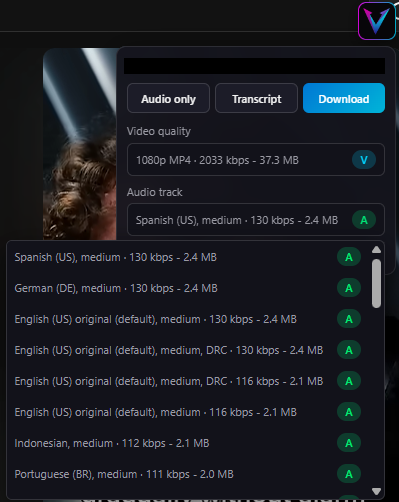 Audio only
Transcript
Download
Video quality
1080p MP4 · 2033 kbps - 37.3 MB
V
Audio track
Spanish (US), medium · 130 kbps - 2.4 MB
A
Spanish (US), medium · 130 kbps - 2.4 MB
A
German (DE), medium · 130 kbps - 2.4 MB
A
English (US) original (default), medium · 130 kbps - 2.4 MB
A
English (US) original (default), medium, DRC · 130 kbps - 2.4 MB
A
English (US) original (default), medium, DRC · 116 kbps - 2.1 MB
A
English (US) original (default), medium · 116 kbps - 2.1 MB
A
Indonesian, medium · 112 kbps - 2.1 MB
A
Portuguese (BR), medium · 111 kbps - 2.0 MB
A